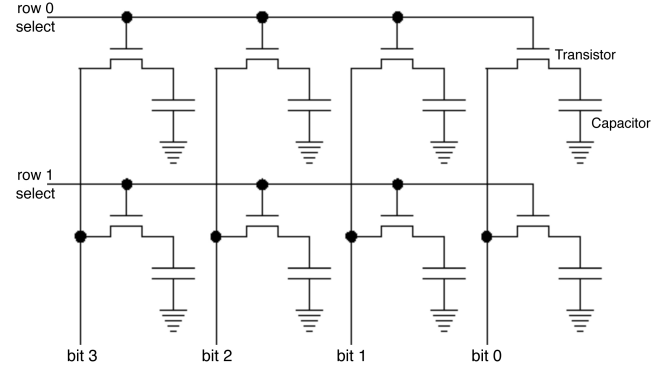 row 0
select
Transistor
Capacitor
row 1
select
bit 3
bit 2
bit 1
bit 0